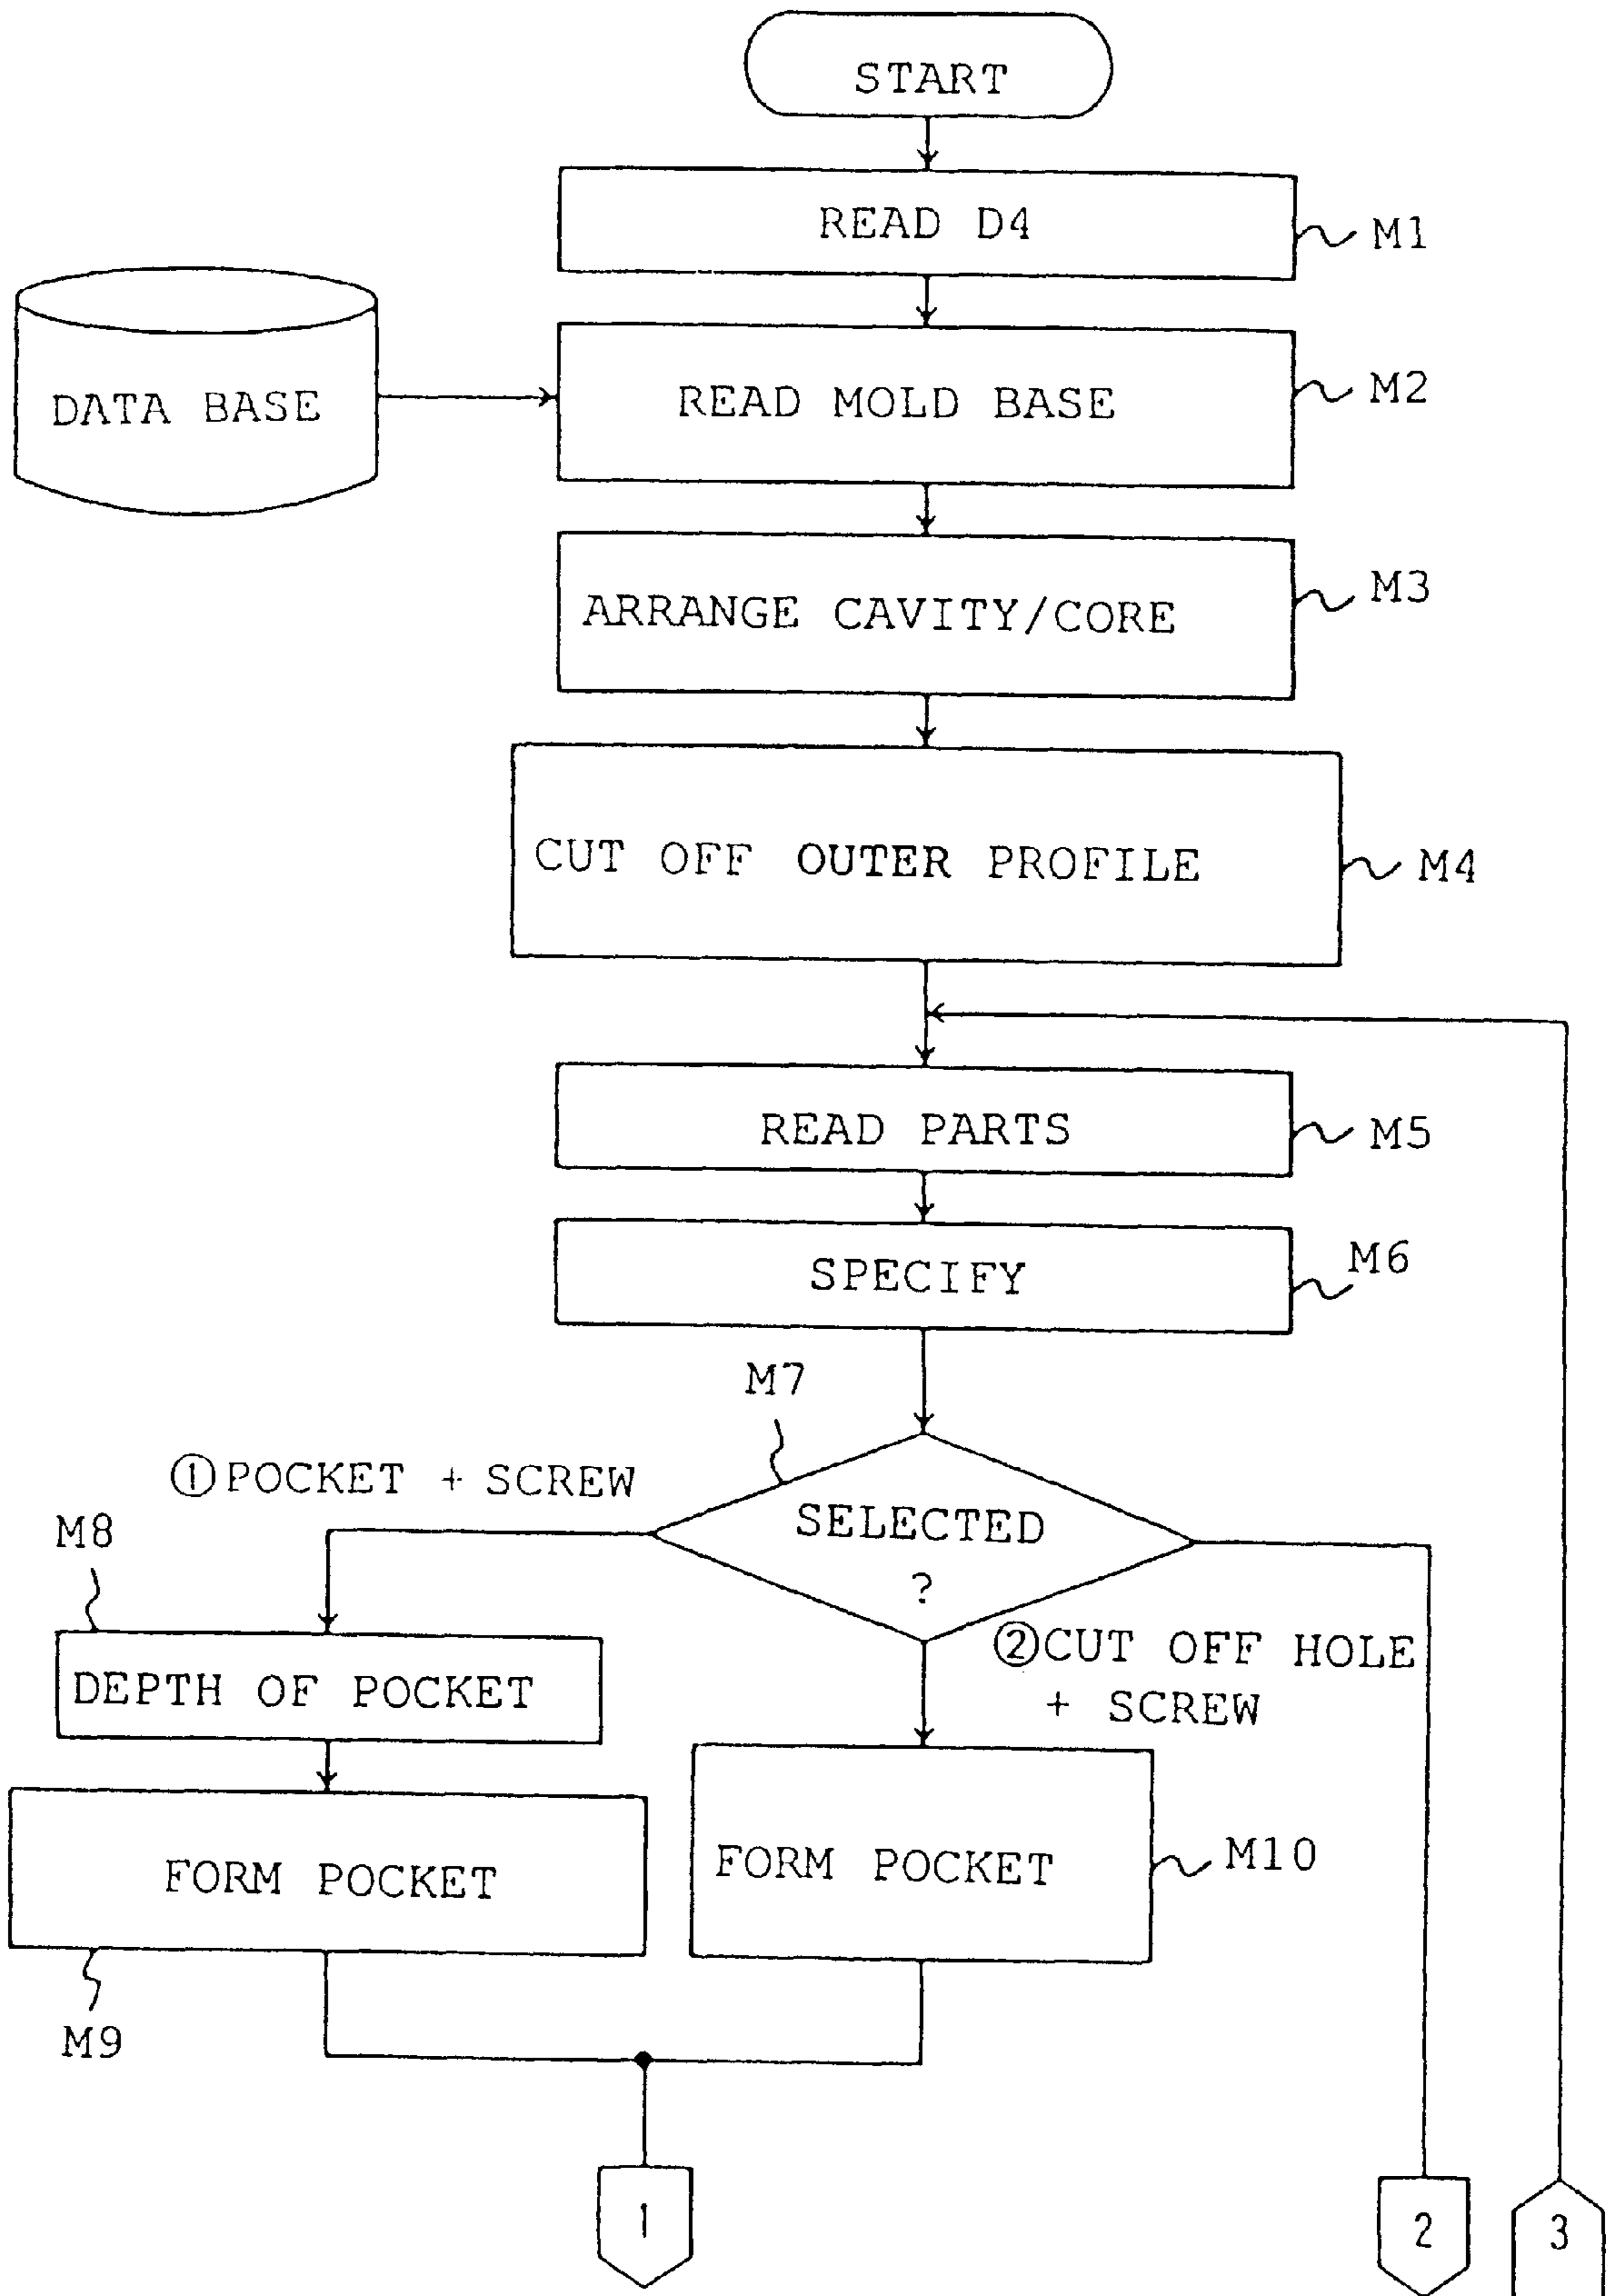 START
READ D4
M1
DATA BASE
READ MOLD BASE
M2
ARRANGE CAVITY/CORE
M3
CUT OFF OUTER PROFILE
M4
READ PARTS
M5
SPECIFY
M6
M7
①POCKET + SCREW
SELECTED
?
M8
②CUT OFF HOLE
+ SCREW
DEPTH OF POCKET
FORM POCKET
FORM POCKET
M10
M9
1
2
3